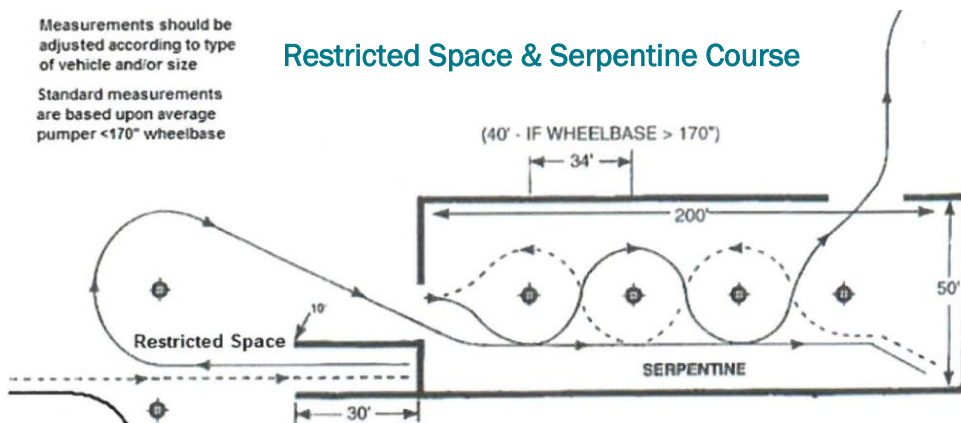 Measurements should be
adjusted according to type
of vehicle and/or size
Standard measurements
are based upon average
pumper <170" wheelbase
Restricted Space & Serpentine Course
(40' - IF WHEELBASE > 170")
34'
200'
50'
10'
Restricted Space
SERPENTINE
30'